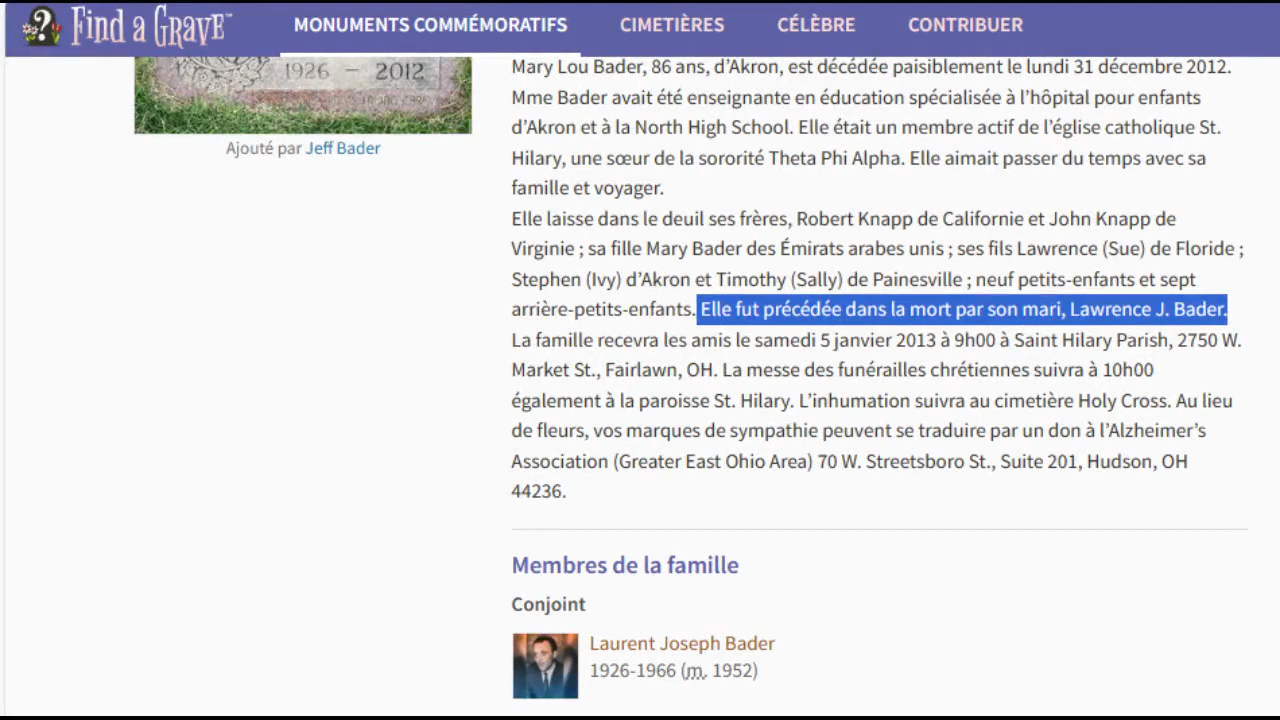 Find a Grave™
MONUMENTS COMMÉMORATIFS
CIMETIÈRES
CÉLÈBRE
CONTRIBUER
1926 – 2012
Ajouté par Jeff Bader
Mary Lou Bader, 86 ans, d’Akron, est décédée paisiblement le lundi 31 décembre 2012.
Mme Bader avait été enseignante en éducation spécialisée à l’hôpital pour enfants
d’Akron et à la North High School. Elle était un membre actif de l’église catholique St.
Hilary, une sœur de la sororité Theta Phi Alpha. Elle aimait passer du temps avec sa
famille et voyager.
Elle laisse dans le deuil ses frères, Robert Knapp de Californie et John Knapp de
Virginie ; sa fille Mary Bader des Émirats arabes unis ; ses fils Lawrence (Sue) de Floride ;
Stephen (Ivy) d’Akron et Timothy (Sally) de Painesville ; neuf petits-enfants et sept
arrière-petits-enfants. Elle fut précédée dans la mort par son mari, Lawrence J. Bader.
La famille recevra les amis le samedi 5 janvier 2013 à 9h00 à Saint Hilary Parish, 2750 W.
Market St., Fairlawn, OH. La messe des funérailles chrétiennes suivra à 10h00
également à la paroisse St. Hilary. L’inhumation suivra au cimetière Holy Cross. Au lieu
de fleurs, vos marques de sympathie peuvent se traduire par un don à l’Alzheimer’s
Association (Greater East Ohio Area) 70 W. Streetsboro St., Suite 201, Hudson, OH
44236.
Membres de la famille
Conjoint
Laurent Joseph Bader
1926-1966 (m. 1952)